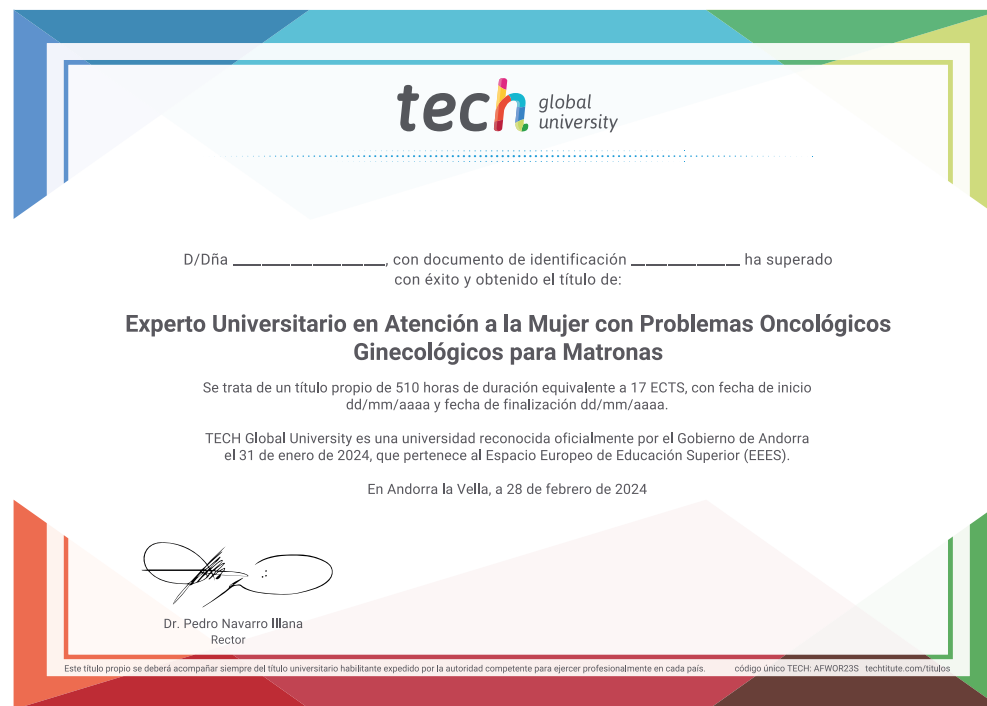 tech global
university
D/Dña ____________________, con documento de identificación ______________ ha superado
con éxito y obtenido el título de:
Experto Universitario en Atención a la Mujer con Problemas Oncológicos
Ginecológicos para Matronas
Se trata de un título propio de 510 horas de duración equivalente a 17 ECTS, con fecha de inicio
dd/mm/aaaa y fecha de finalización dd/mm/aaaa.
TECH Global University es una universidad reconocida oficialmente por el Gobierno de Andorra
el 31 de enero de 2024, que pertenece al Espacio Europeo de Educación Superior (EEES).
En Andorra la Vella, a 28 de febrero de 2024
Dr. Pedro Navarro Illana
Rector
Este título propio se deberá acompañar siempre del título universitario habilitante expedido por la autoridad competente para ejercer profesionalmente en cada país. código único TECH: AFWOR23S techtitute.com/titulos